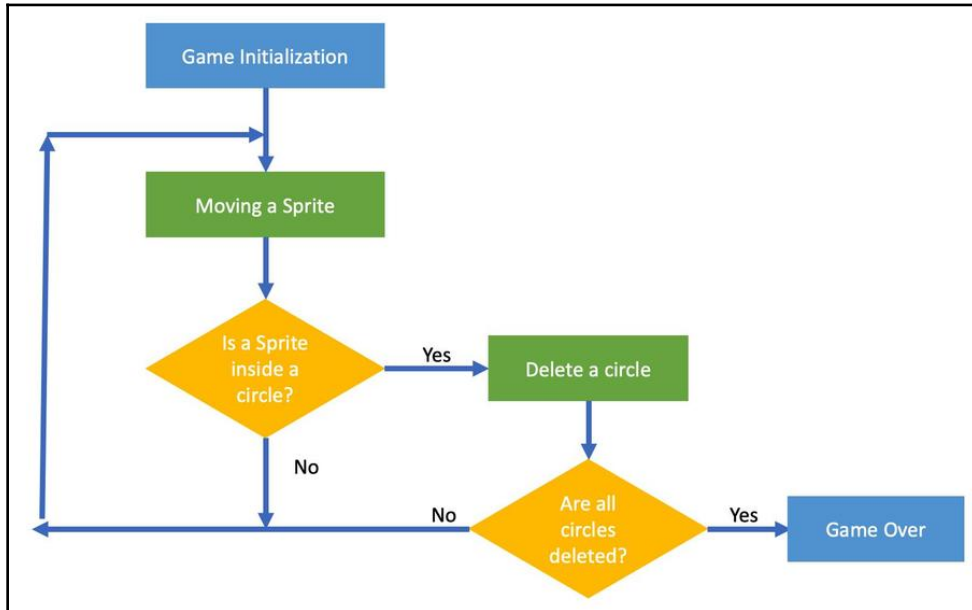 Game Initialization
Moving a Sprite
Is a Sprite
inside a
circle?
Yes
Delete a circle
No
Are all
circles
deleted?
No
Yes
Game Over